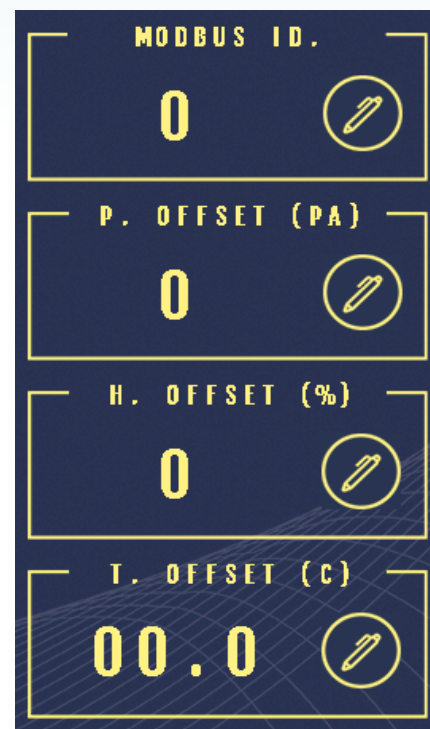 MODBUS ID.
0
P. OFFSET (PA)
0
H. OFFSET (%)
0
T. OFFSET (C)
00.0